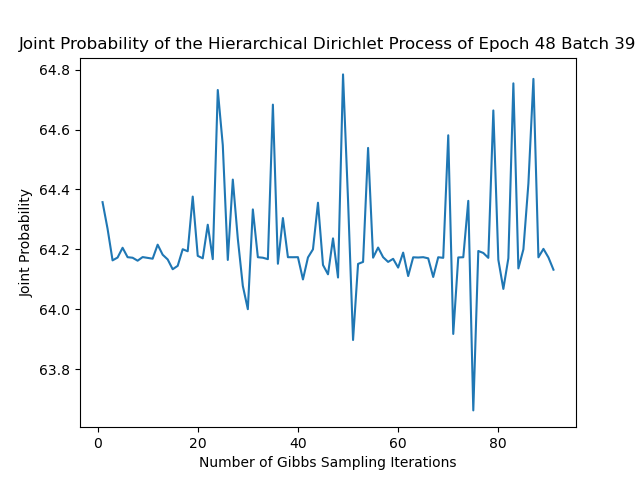 Joint Probability of the Hierarchical Dirichlet Process of Epoch 48 Batch 39
64.8
64.6
64.4
64.2
64.0
63.8
Joint Probability
0 20 40 60 80
Number of Gibbs Sampling Iterations